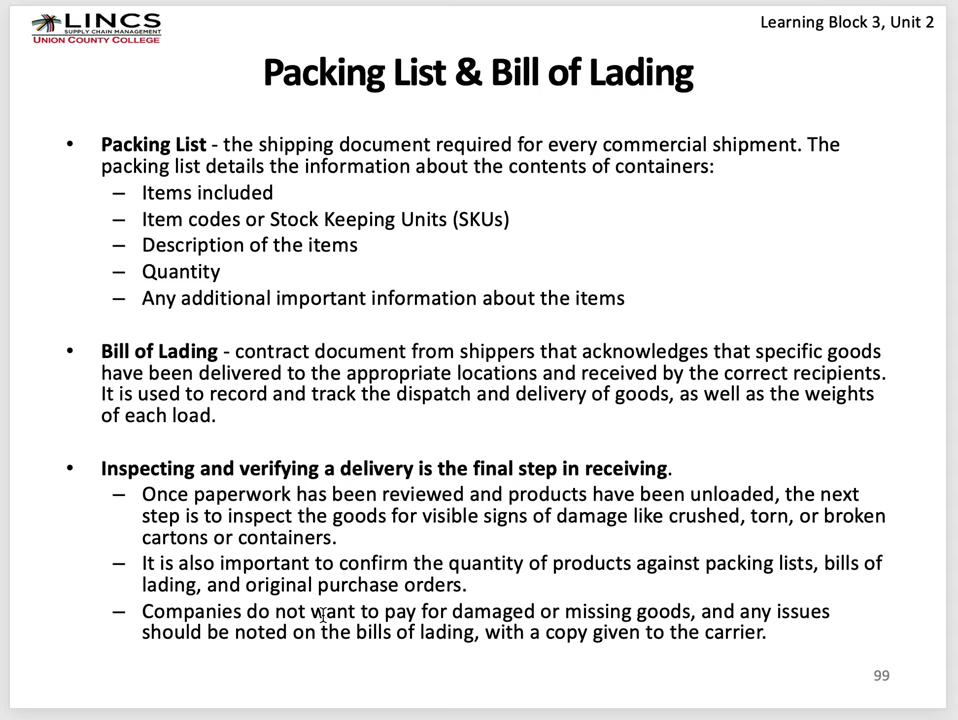 LINCS
SUPPLY CHAIN MANAGEMENT
UNION COUNTY COLLEGE
Learning Block 3, Unit 2
Packing List & Bill of Lading
• Packing List - the shipping document required for every commercial shipment. The
packing list details the information about the contents of containers:
– Items included
– Item codes or Stock Keeping Units (SKUs)
– Description of the items
– Quantity
– Any additional important information about the items
• Bill of Lading - contract document from shippers that acknowledges that specific goods
have been delivered to the appropriate locations and received by the correct recipients.
It is used to record and track the dispatch and delivery of goods, as well as the weights
of each load.
• Inspecting and verifying a delivery is the final step in receiving.
– Once paperwork has been reviewed and products have been unloaded, the next
step is to inspect the goods for visible signs of damage like crushed, torn, or broken
cartons or containers.
– It is also important to confirm the quantity of products against packing lists, bills of
lading, and original purchase orders.
– Companies do not want to pay for damaged or missing goods, and any issues
should be noted on the bills of lading, with a copy given to the carrier.
99